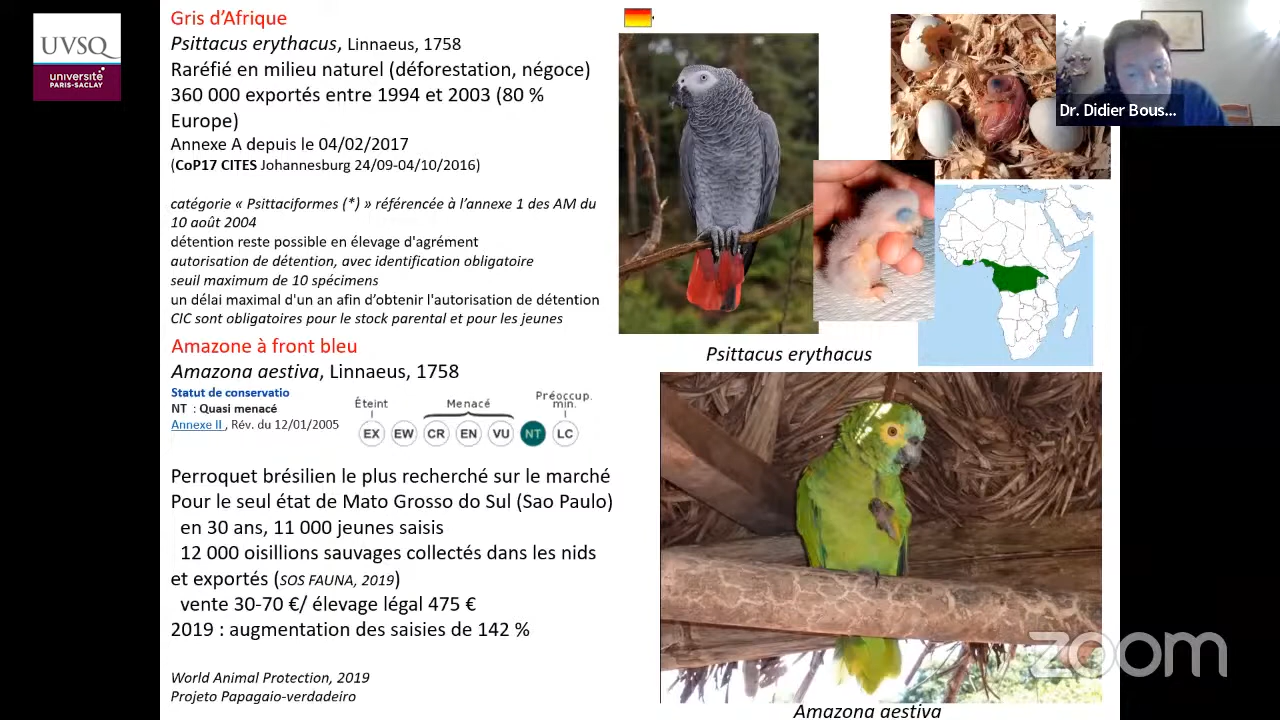 UVSQ
université
PARIS-SACLAY
Gris d'Afrique
Psittacus erythacus, Linnaeus, 1758
Raréfié en milieu naturel (déforestation, négoce)
360 000 exportés entre 1994 et 2003 (80 %
Europe)
Annexe A depuis le 04/02/2017
(CoP17 CITES Johannesburg 24/09-04/10/2016)
catégorie « Psittaciformes (*) » référencée à l'annexe 1 des AM du
10 août 2004
détention reste possible en élevage d'agrément
autorisation de détention, avec identification obligatoire
seuil maximum de 10 spécimens
un délai maximal d'un an afin d'obtenir l'autorisation de détention
CIC sont obligatoires pour le stock parental et pour les jeunes
Amazone à front bleu
Amazona aestiva, Linnaeus, 1758
Statut de conservatio
NT : Quasi menacé
Annexe II , Rév. du 12/01/2005
Éteint
Menacé
Préoccup.
min.
EX EW CR EN VU NT LC
Perroquet brésilien le plus recherché sur le marché
Pour le seul état de Mato Grosso do Sul (Sao Paulo)
en 30 ans, 11 000 jeunes saisis
12 000 oisillions sauvages collectés dans les nids
et exportés (SOS FAUNA, 2019)
vente 30-70 €/ élevage légal 475 €
2019 : augmentation des saisies de 142 %
World Animal Protection, 2019
Projeto Papagaio-verdadeiro
Dr. Didier Bous...
Psittacus erythacus
zoom
Amazona aestiva